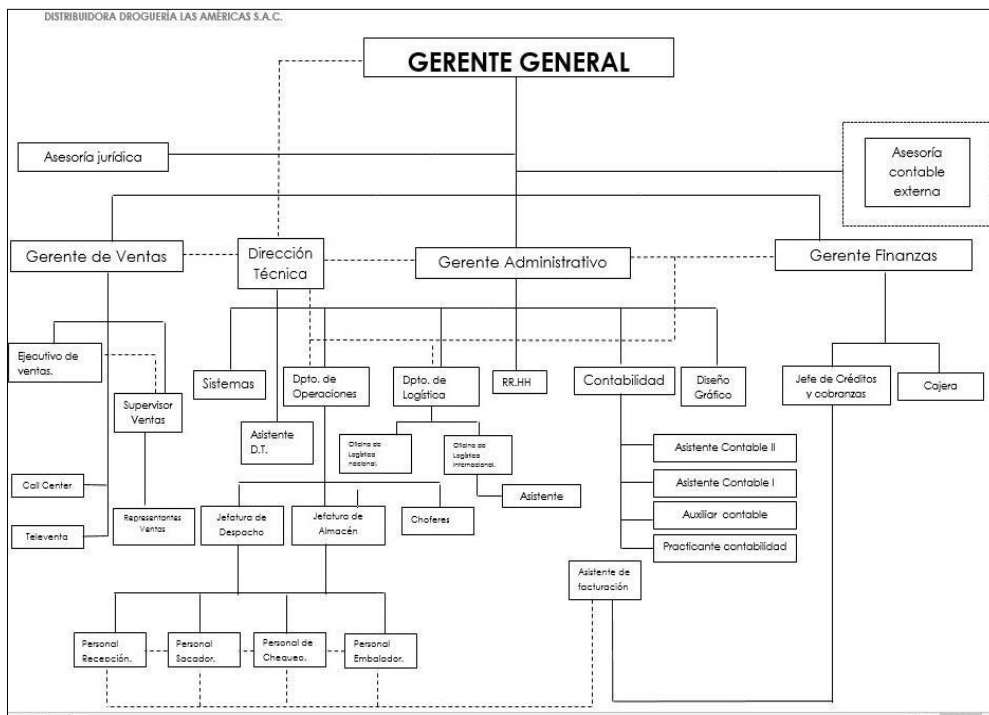 DISTRIBUIDORA DROGUERÍA LAS AMÉRICAS S.A.C.
GERENTE GENERAL
Asesoría jurídica
Asesoría
contable
externa
Gerente de Ventas
Dirección
Técnica
Gerente Administrativo
Gerente Finanzas
Ejecutivo de
ventas.
Supervisor
Ventas
Sistemas
Dpto. de
Operaciones
Dpto. de
Logística
RR.HH
Contabilidad
Diseño
Gráfico
Jefe de Créditos
y cobranzas
Cajera
Asistente
D.T.
Oficina de
Logística
nacional.
Oficina de
Logística
Internacional.
Asistente
Asistente Contable II
Asistente Contable I
Auxiliar contable
Practicante contabilidad
Call Center
Televenta
Representantes
Ventas
Jefatura de
Despacho
Jefatura de
Almacén
Choferes
Asistente de
facturación
Personal
Recepción.
Personal
Sacador.
Personal de
Chequeo.
Personal
Embalador.